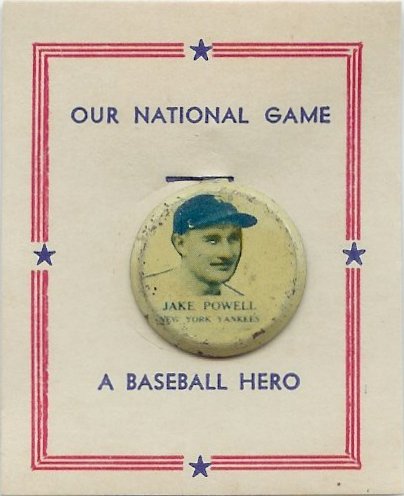 OUR NATIONAL GAME
JAKE POWELL
NEW YORK YANKEES
A BASEBALL HERO